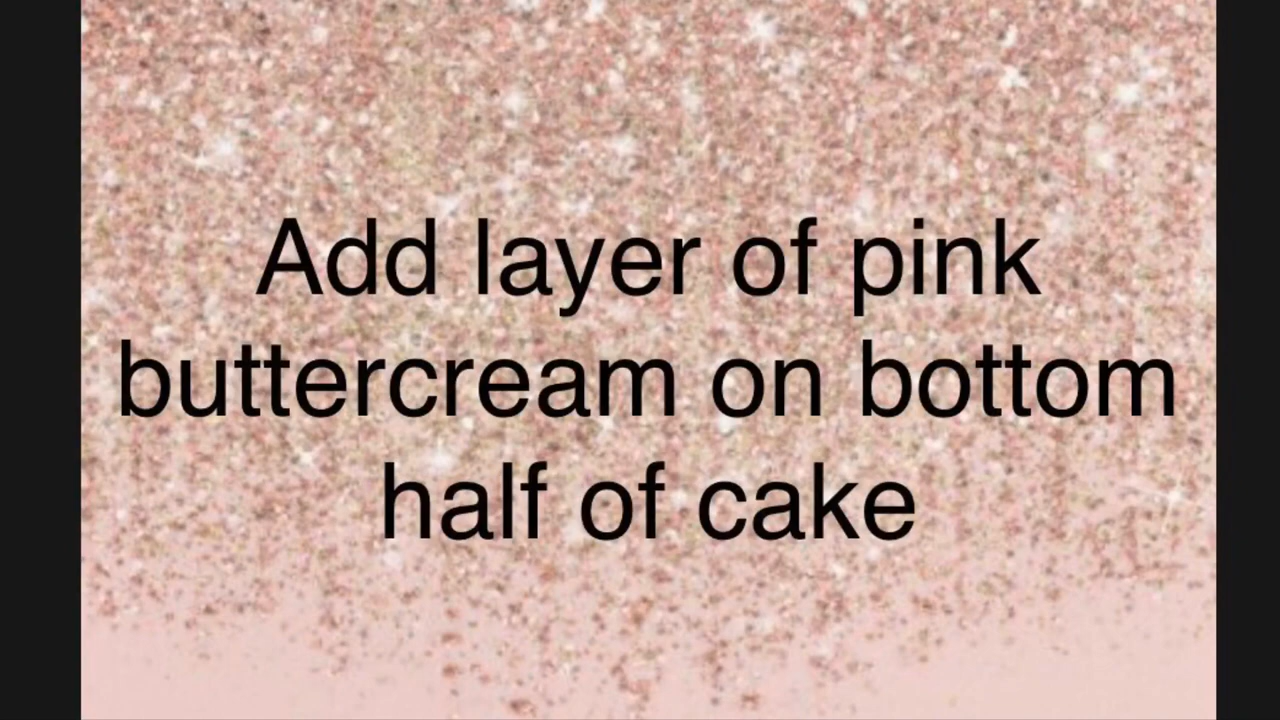 Add layer of pink
buttercream on bottom
half of cake